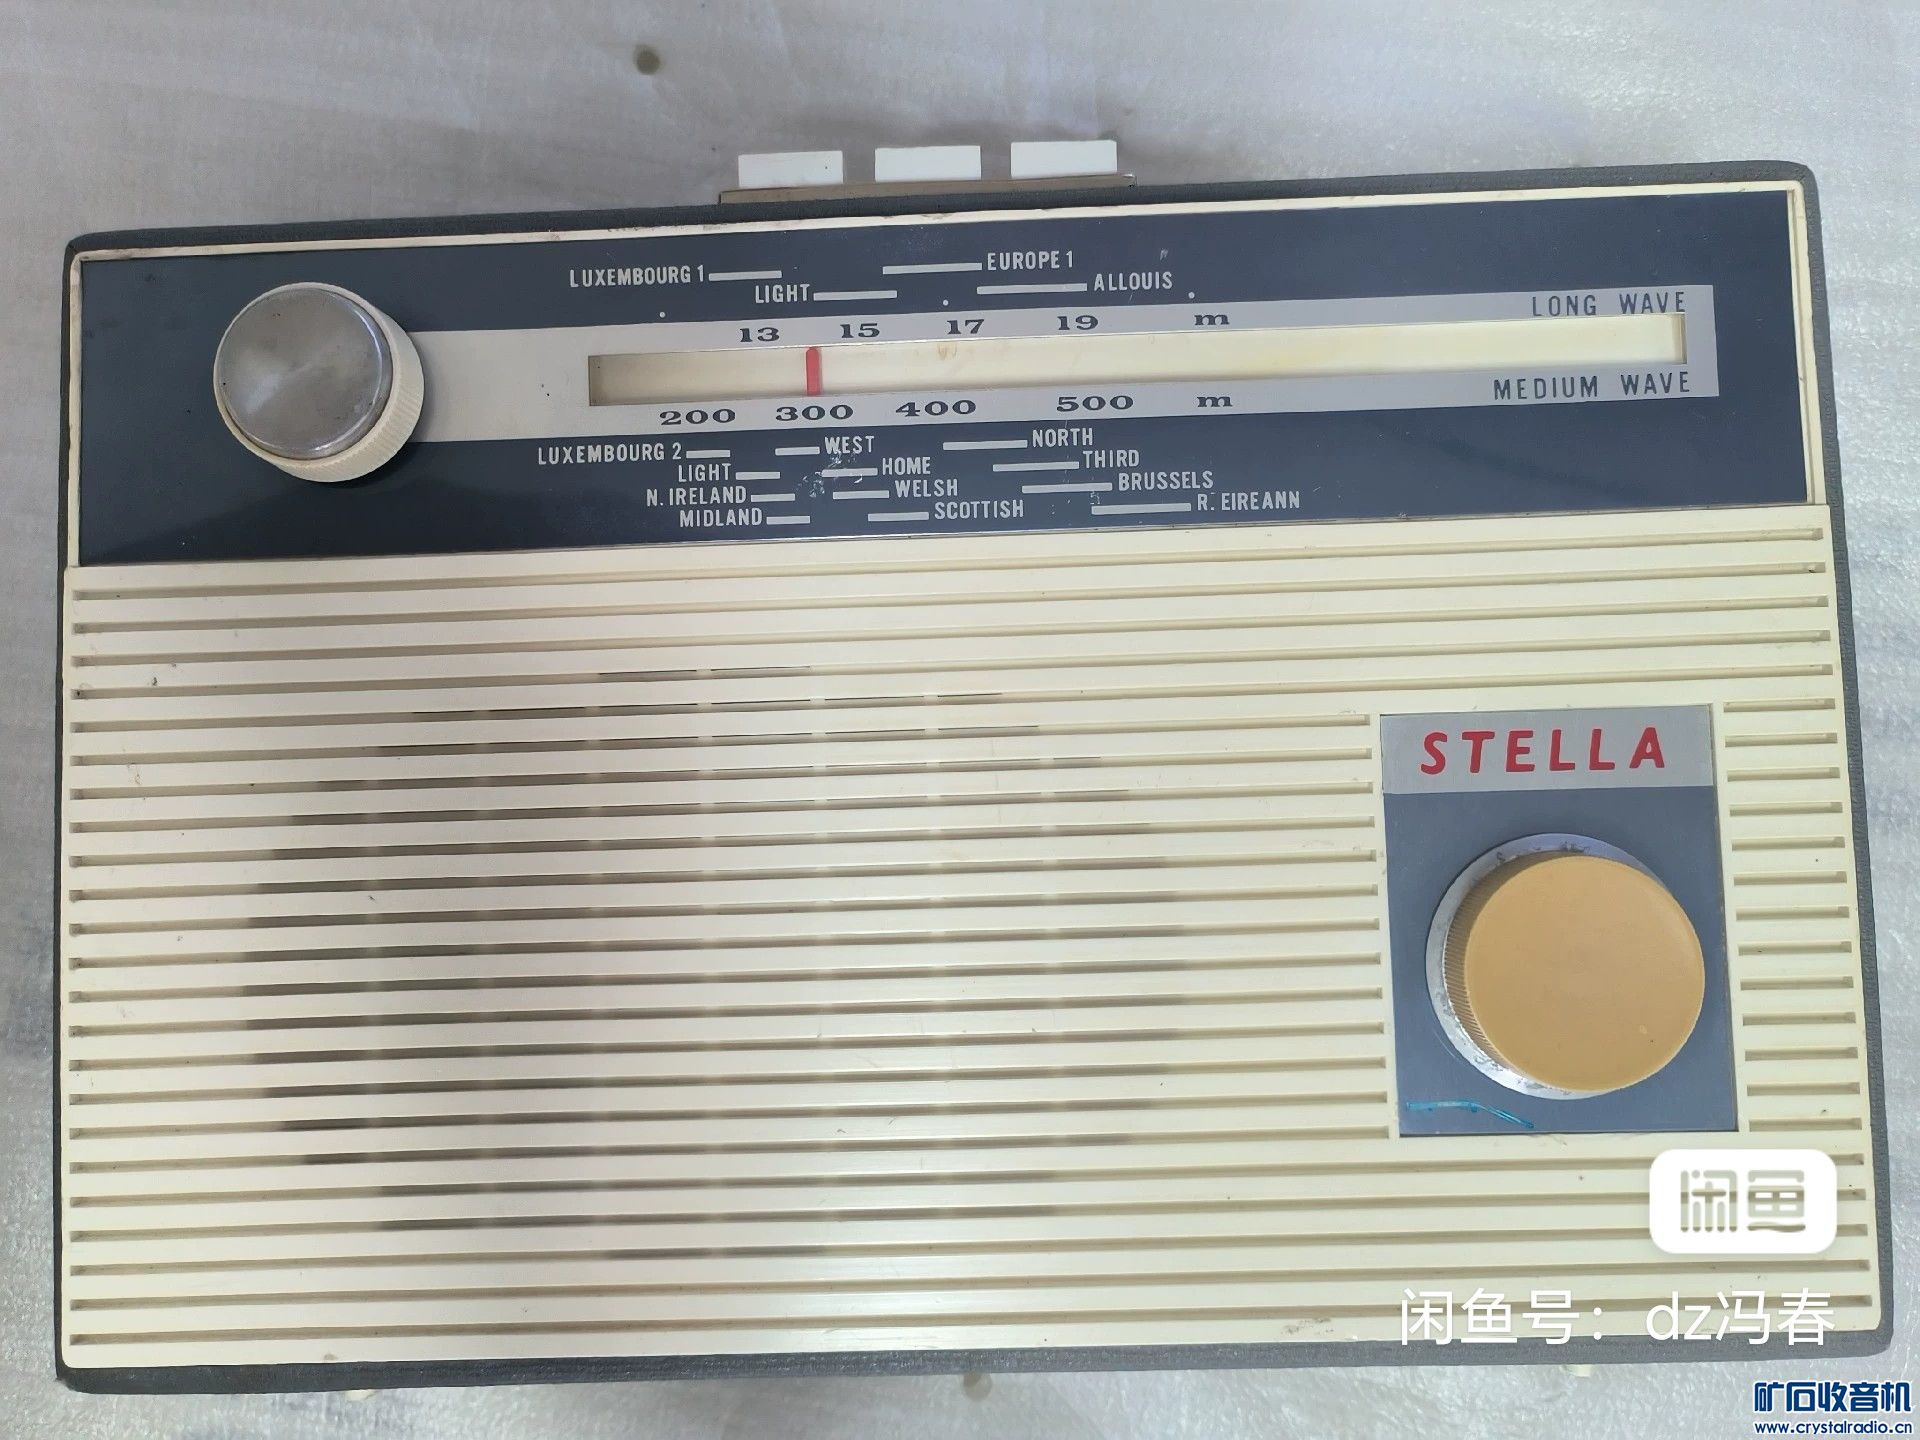 LUXEMBOURG 1
EUROPE 1
LIGHT
ALLOUIS
LONG WAVE
13 15 17 19 m
200 300 400 500 m
MEDIUM WAVE
LUXEMBOURG 2
WEST
NORTH
LIGHT
HOME
THIRD
N. IRELAND
WELSH
BRUSSELS
MIDLAND
SCOTTISH
R. EIREANN
STELLA
闲鱼
闲鱼号：dz冯春
矿石收音机
www.crystalradio.cn